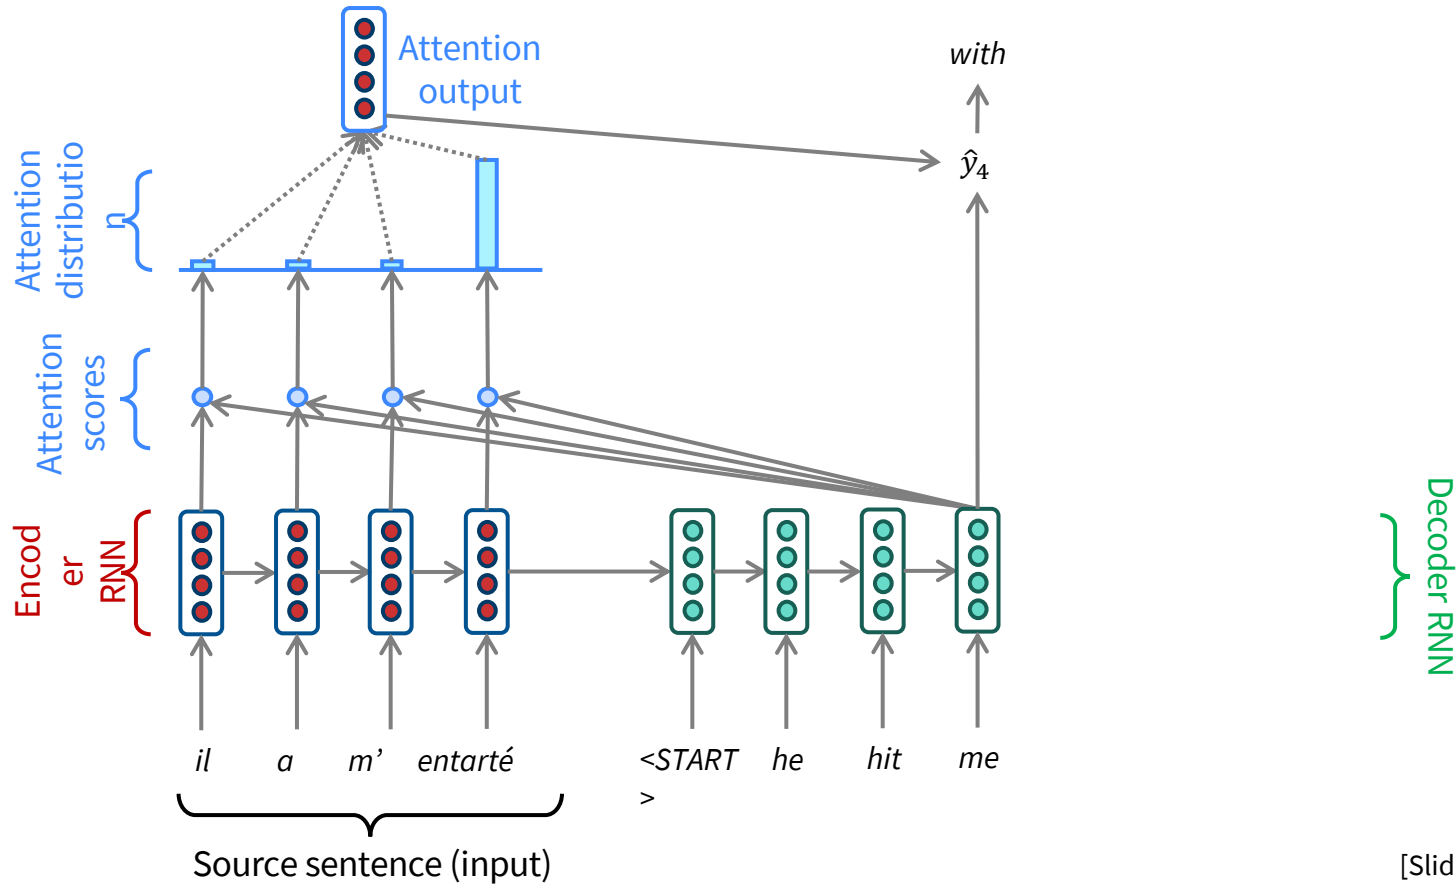 Attention
output
with
ŷ4
Attention
distributio
n
Attention
scores
Encod
er
RNN
Decoder RNN
il a m’ entarté <START he hit me
>
Source sentence (input)
[Slid